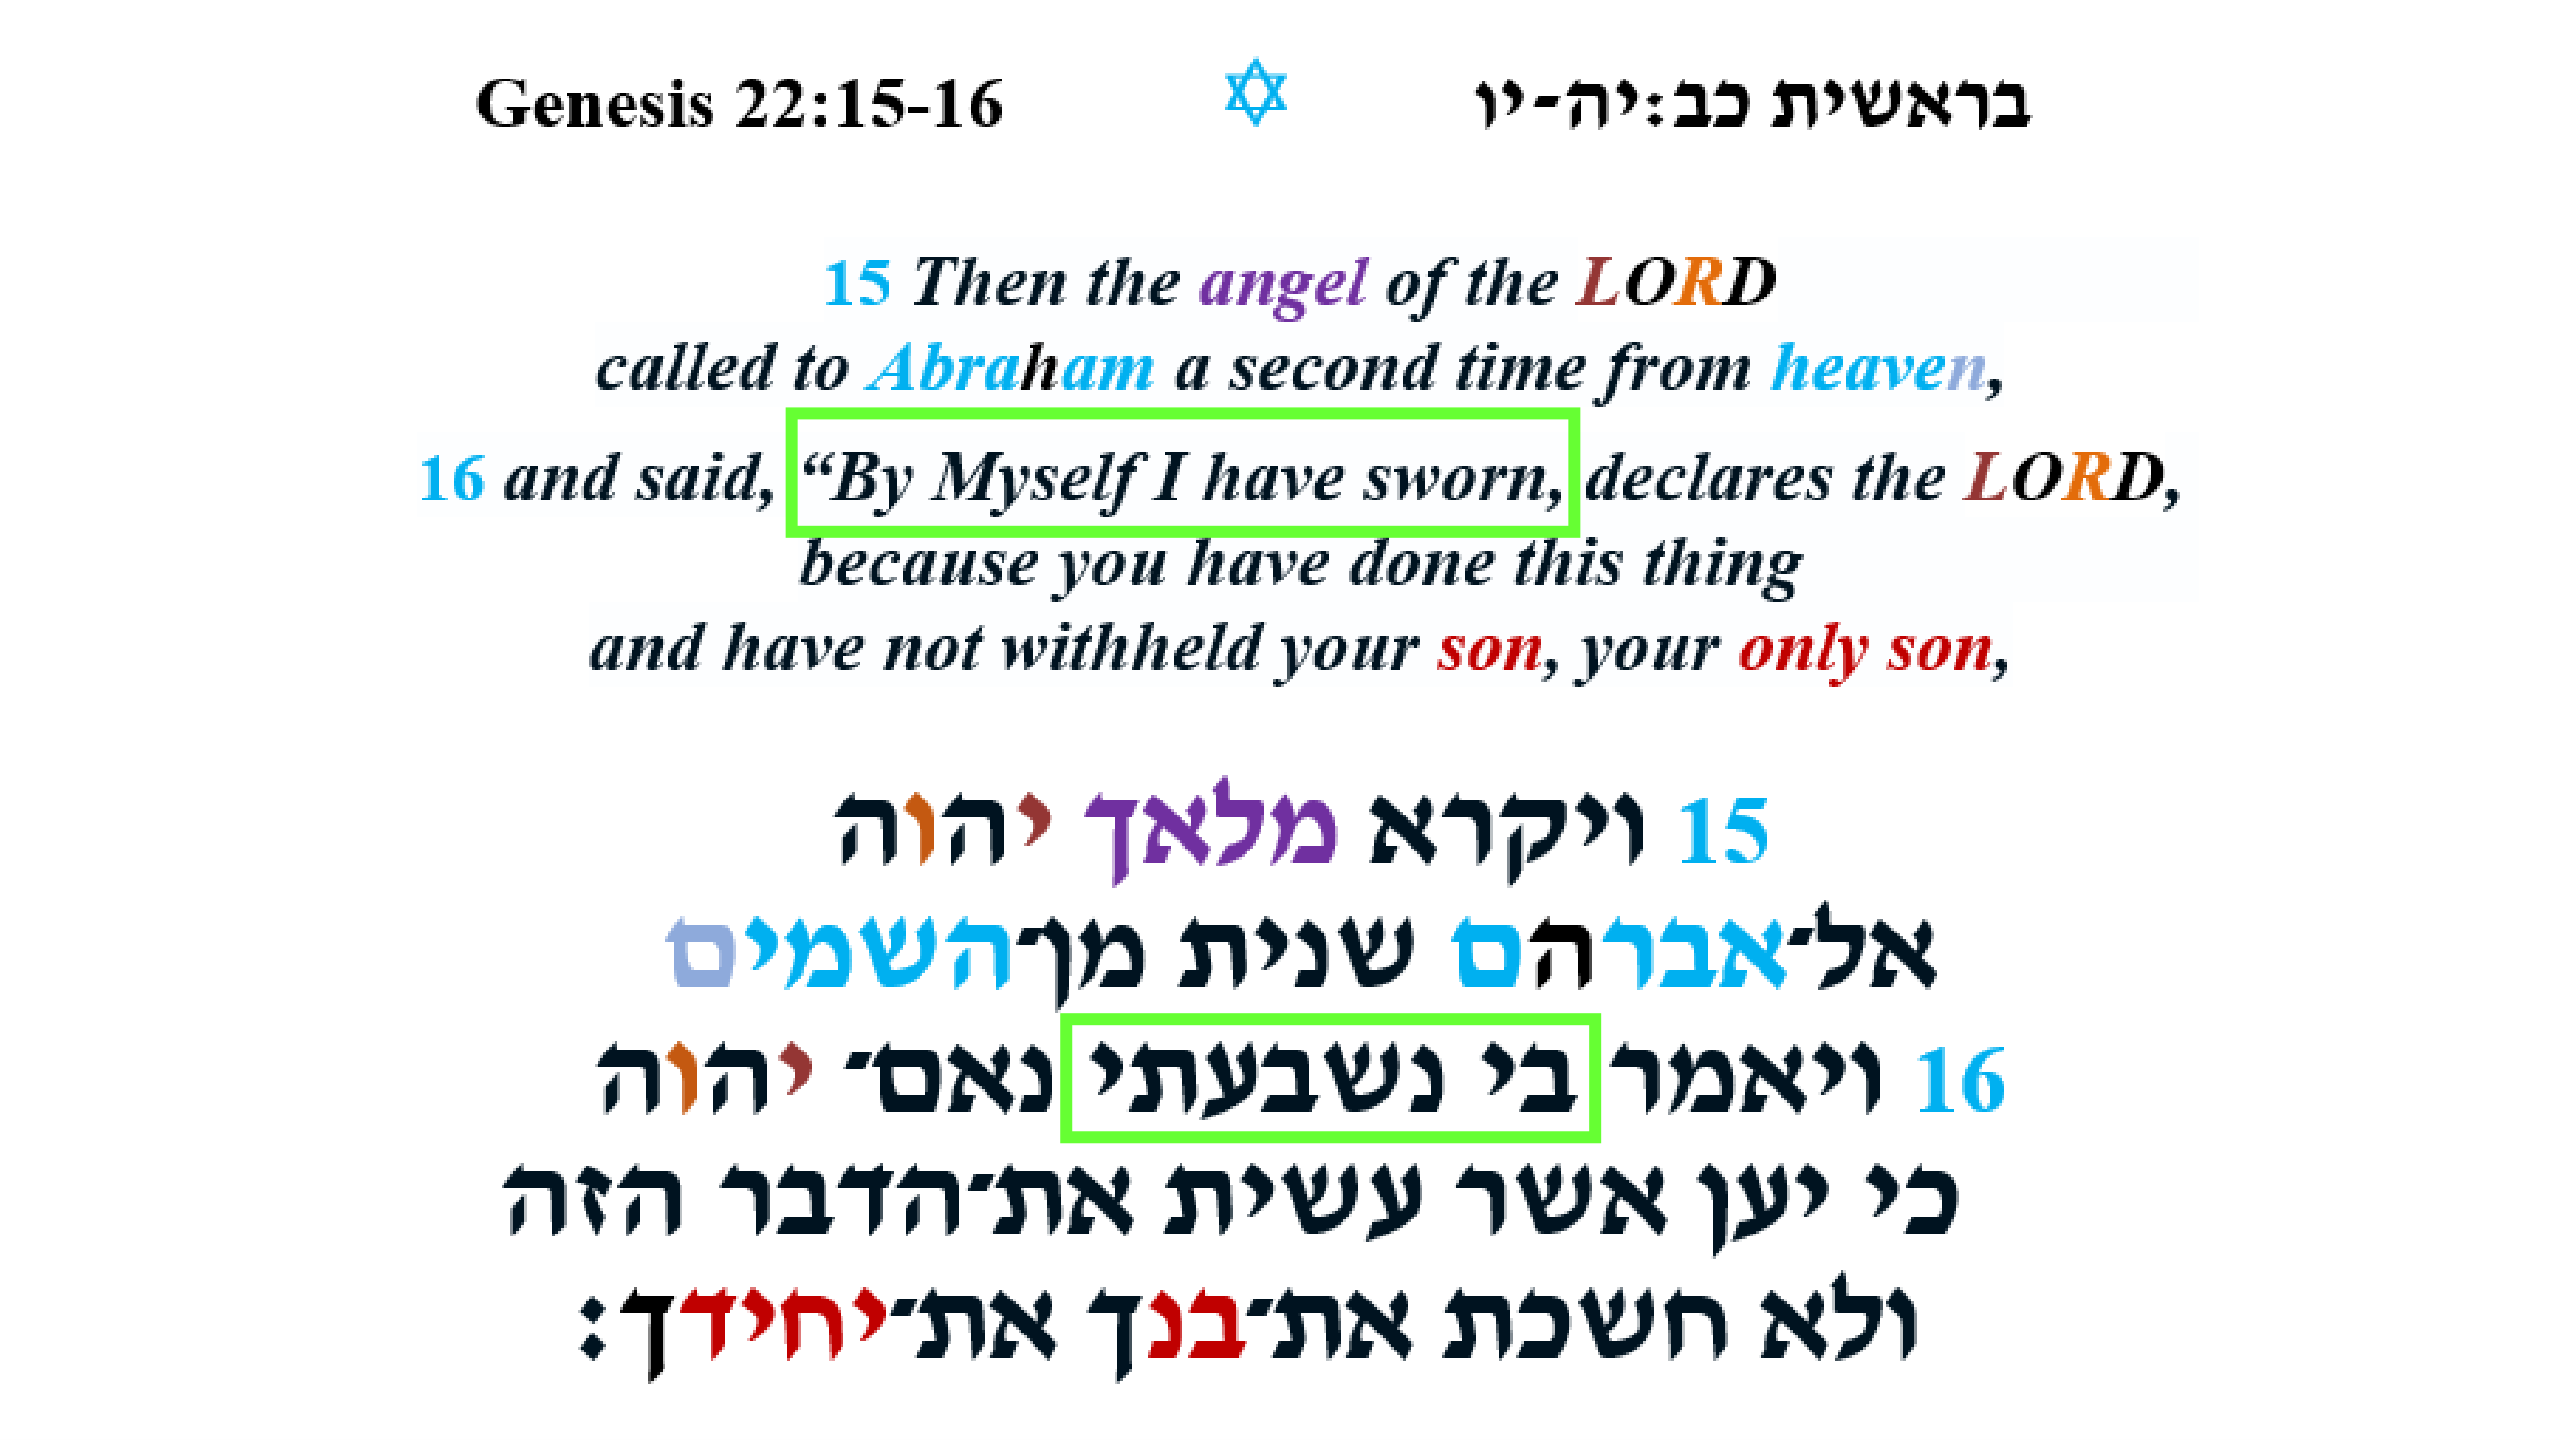 Genesis 22:15-16 ✡ בראשית כב:יה-יו
15 Then the angel of the LORD
called to Abraham a second time from heaven,
16 and said, “By Myself I have sworn, declares the LORD,
because you have done this thing
and have not withheld your son, your only son,
15 ויקרא מלאך יהוה
אל־אברהם שנית מן־השמים
16 ויאמר בי נשבעתי נאם־ יהוה
כי יען אשר עשית את־הדבר הזה
ולא חשכת את־בנך את־יחידך׃